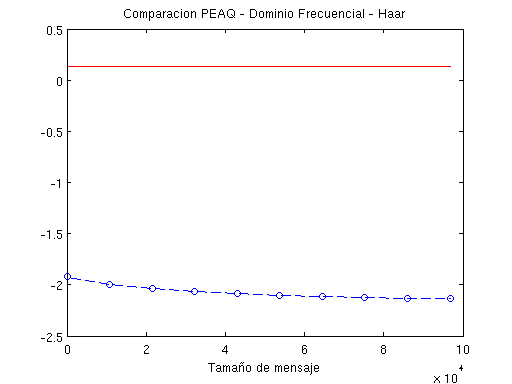 Comparacion PEAQ - Dominio Frecuencial - Haar
0.5
0
-0.5
-1
-1.5
-2
-2.5
0 2 4 6 8 10
x 10^4
Tamaño de mensaje